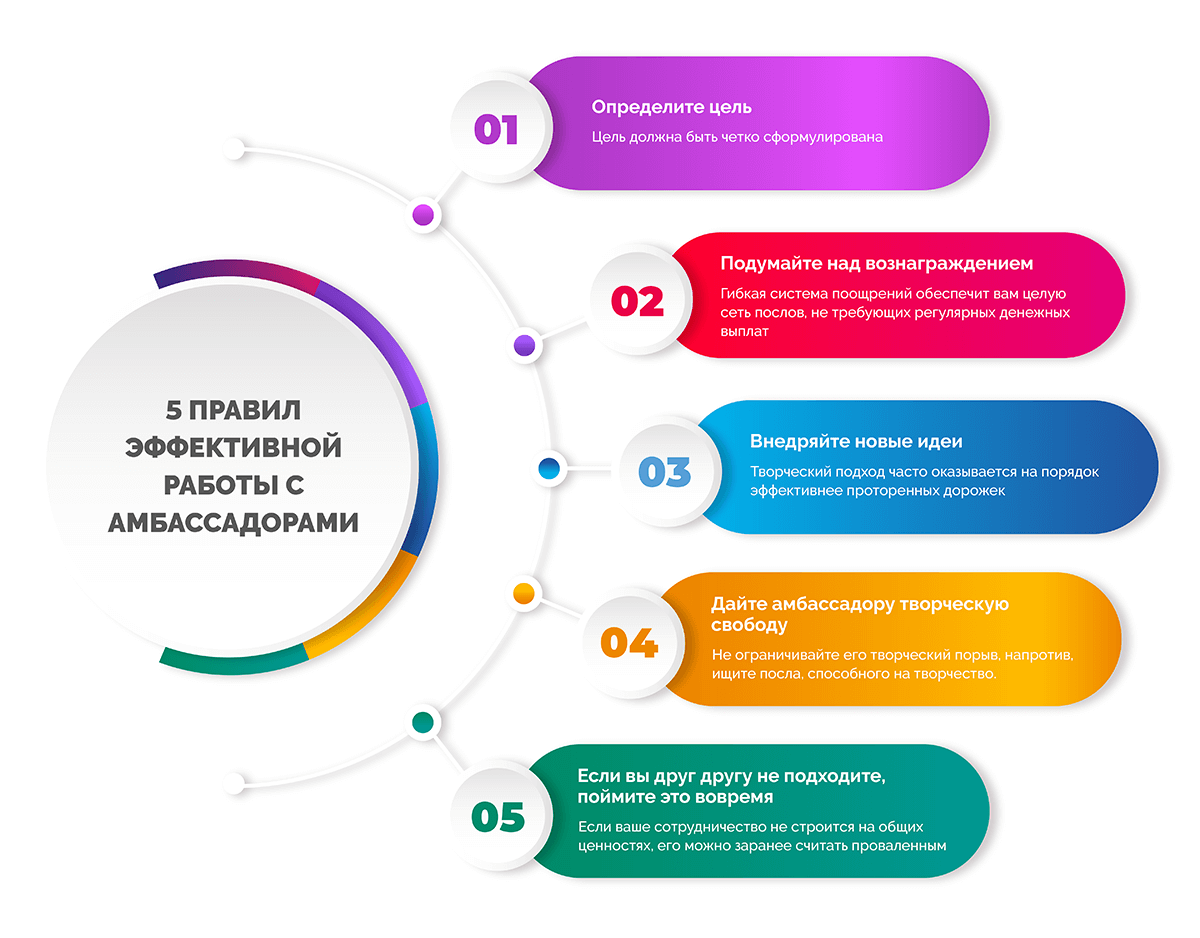 5 ПРАВИЛ
ЭФФЕКТИВНОЙ
РАБОТЫ С
АМБАССАДОРАМИ
01
Определите цель
Цель должна быть четко сформулирована
02
Подумайте над вознаграждением
Гибкая система поощрений обеспечит вам целую
сеть послов, не требующих регулярных денежных
выплат
03
Внедряйте новые идеи
Творческий подход часто оказывается на порядок
эффективнее проторенных дорожек
04
Дайте амбассадору творческую
свободу
Не ограничивайте его творческий порыв, напротив,
ищите посла, способного на творчество.
05
Если вы друг другу не подходите,
поймите это вовремя
Если ваше сотрудничество не строится на общих
ценностях, его можно заранее считать проваленным